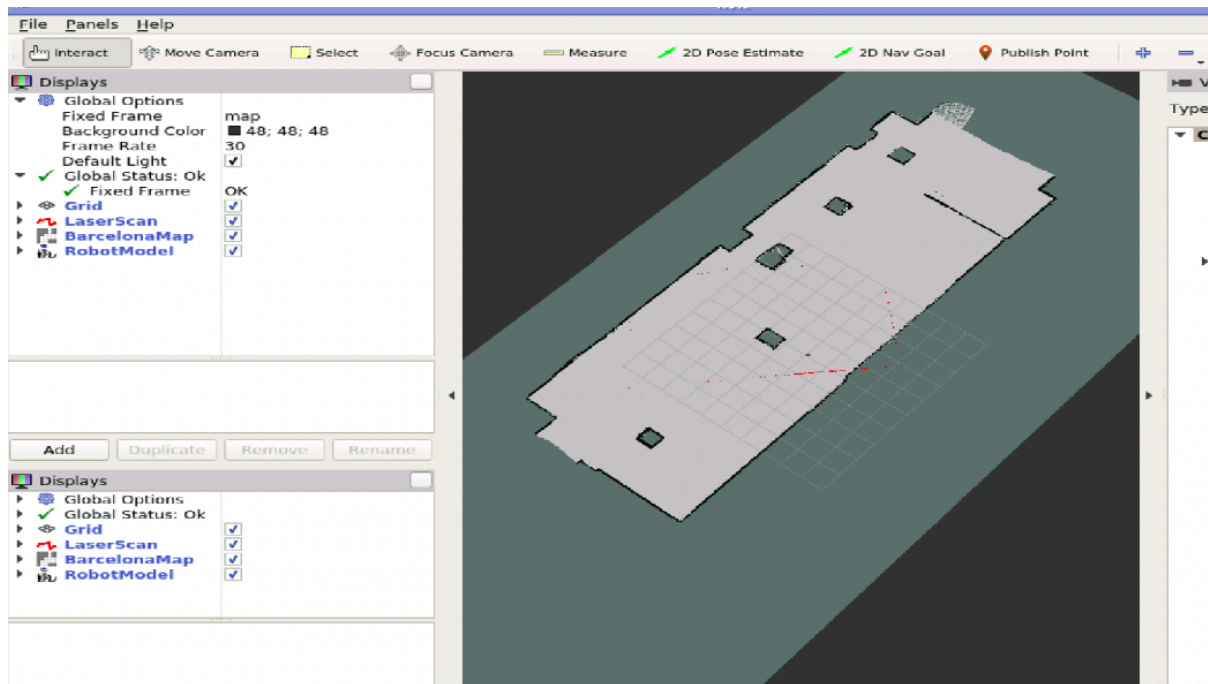 File Panels Help
Interact Move Camera Select Focus Camera Measure 2D Pose Estimate 2D Nav Goal Publish Point
Displays
Global Options
Fixed Frame map
Background Color 48; 48; 48
Frame Rate 30
Default Light
Global Status: Ok
Fixed Frame OK
Grid
LaserScan
BarcelonaMap
RobotModel
Add Duplicate Remove Rename
Displays
Global Options
Global Status: Ok
Grid
LaserScan
BarcelonaMap
RobotModel
Type